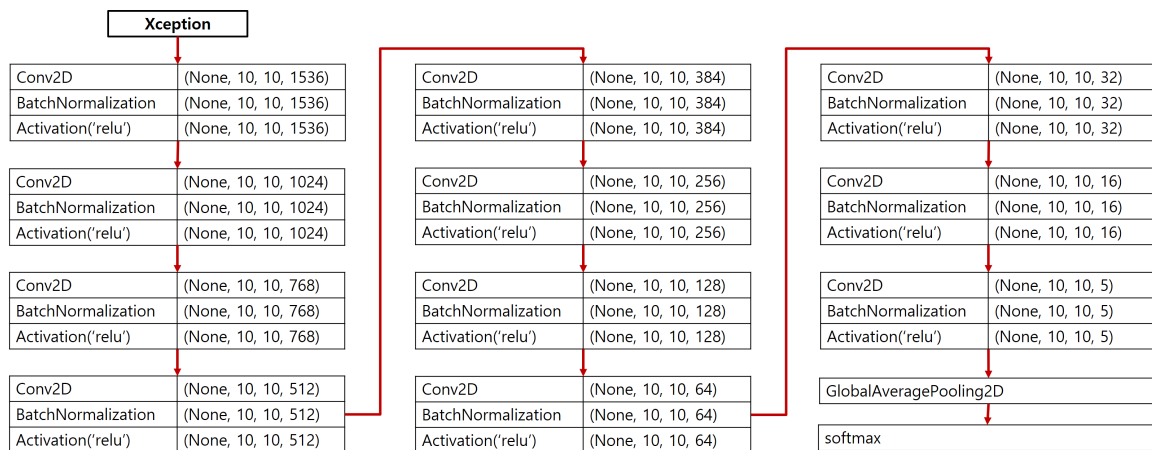 Xception
Conv2D (None, 10, 10, 1536)
BatchNormalization (None, 10, 10, 1536)
Activation(‘relu’) (None, 10, 10, 1536)
Conv2D (None, 10, 10, 1024)
BatchNormalization (None, 10, 10, 1024)
Activation(‘relu’) (None, 10, 10, 1024)
Conv2D (None, 10, 10, 768)
BatchNormalization (None, 10, 10, 768)
Activation(‘relu’) (None, 10, 10, 768)
Conv2D (None, 10, 10, 512)
BatchNormalization (None, 10, 10, 512)
Activation(‘relu’) (None, 10, 10, 512)
Conv2D (None, 10, 10, 384)
BatchNormalization (None, 10, 10, 384)
Activation(‘relu’) (None, 10, 10, 384)
Conv2D (None, 10, 10, 256)
BatchNormalization (None, 10, 10, 256)
Activation(‘relu’) (None, 10, 10, 256)
Conv2D (None, 10, 10, 128)
BatchNormalization (None, 10, 10, 128)
Activation(‘relu’) (None, 10, 10, 128)
Conv2D (None, 10, 10, 64)
BatchNormalization (None, 10, 10, 64)
Activation(‘relu’) (None, 10, 10, 64)
Conv2D (None, 10, 10, 32)
BatchNormalization (None, 10, 10, 32)
Activation(‘relu’) (None, 10, 10, 32)
Conv2D (None, 10, 10, 16)
BatchNormalization (None, 10, 10, 16)
Activation(‘relu’) (None, 10, 10, 16)
Conv2D (None, 10, 10, 5)
BatchNormalization (None, 10, 10, 5)
Activation(‘relu’) (None, 10, 10, 5)
GlobalAveragePooling2D
softmax